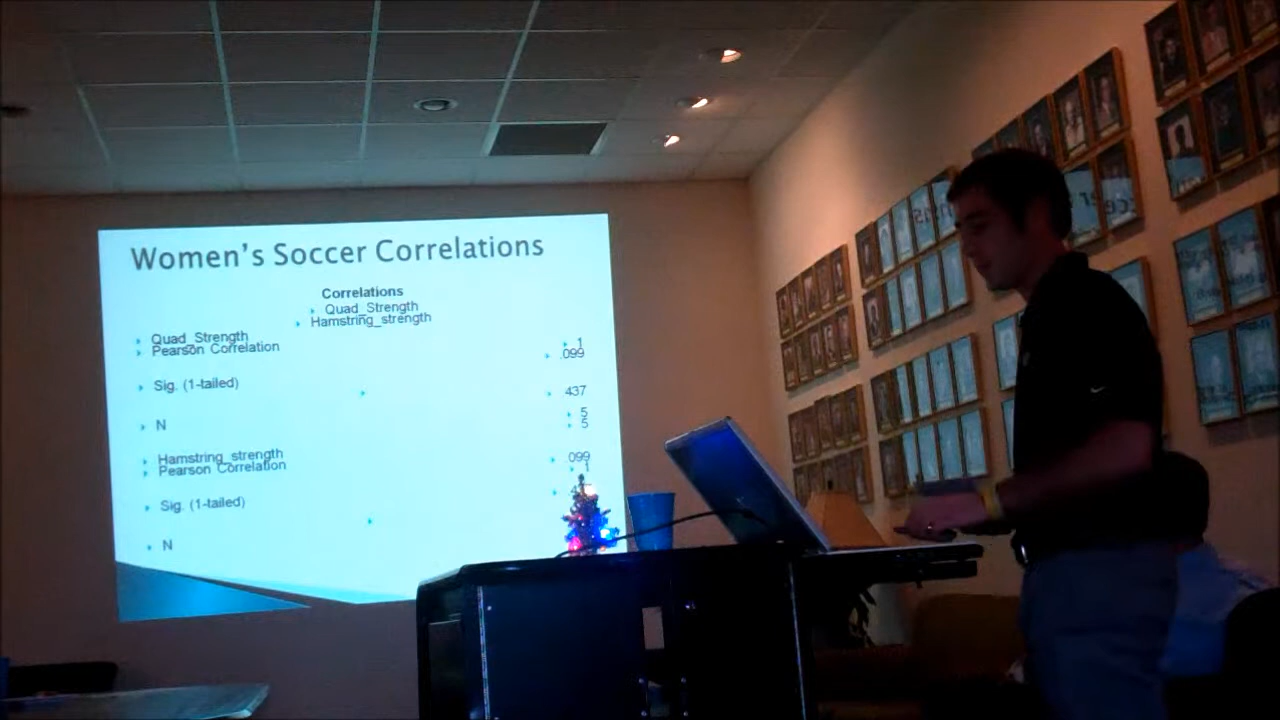 Women's Soccer Correlations
Correlations
Quad_Strength
Hamstring_strength
Quad_Strength
Pearson Correlation
1
.099
Sig. (1-tailed)
.437
N
5
5
Hamstring_strength
Pearson Correlation
.099
1
Sig. (1-tailed)
N